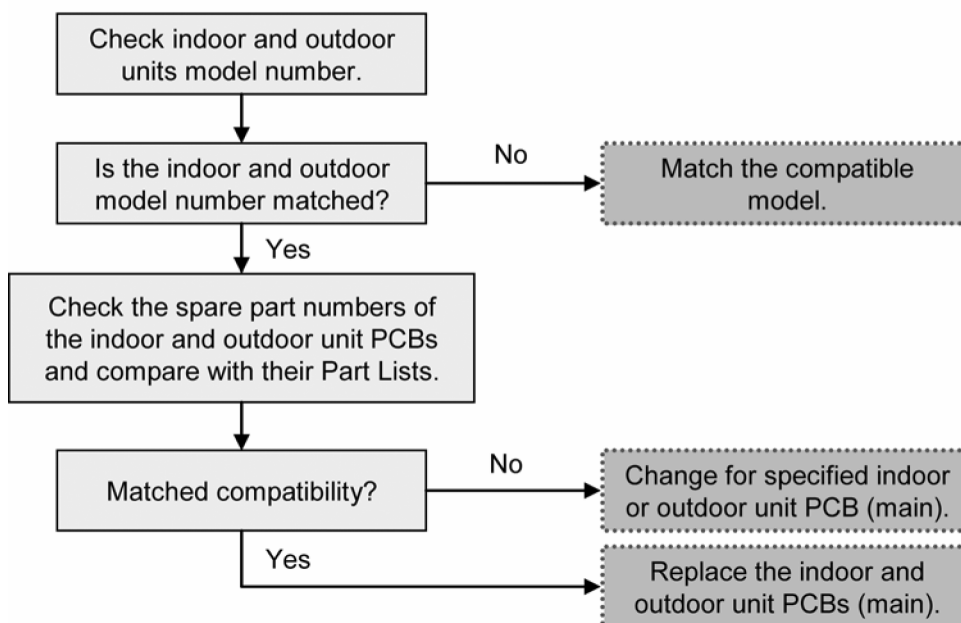 Check indoor and outdoor
units model number.
Is the indoor and outdoor
model number matched?
No
Match the compatible
model.
Yes
Check the spare part numbers of
the indoor and outdoor unit PCBs
and compare with their Part Lists.
Matched compatibility?
No
Change for specified indoor
or outdoor unit PCB (main).
Yes
Replace the indoor and
outdoor unit PCBs (main).